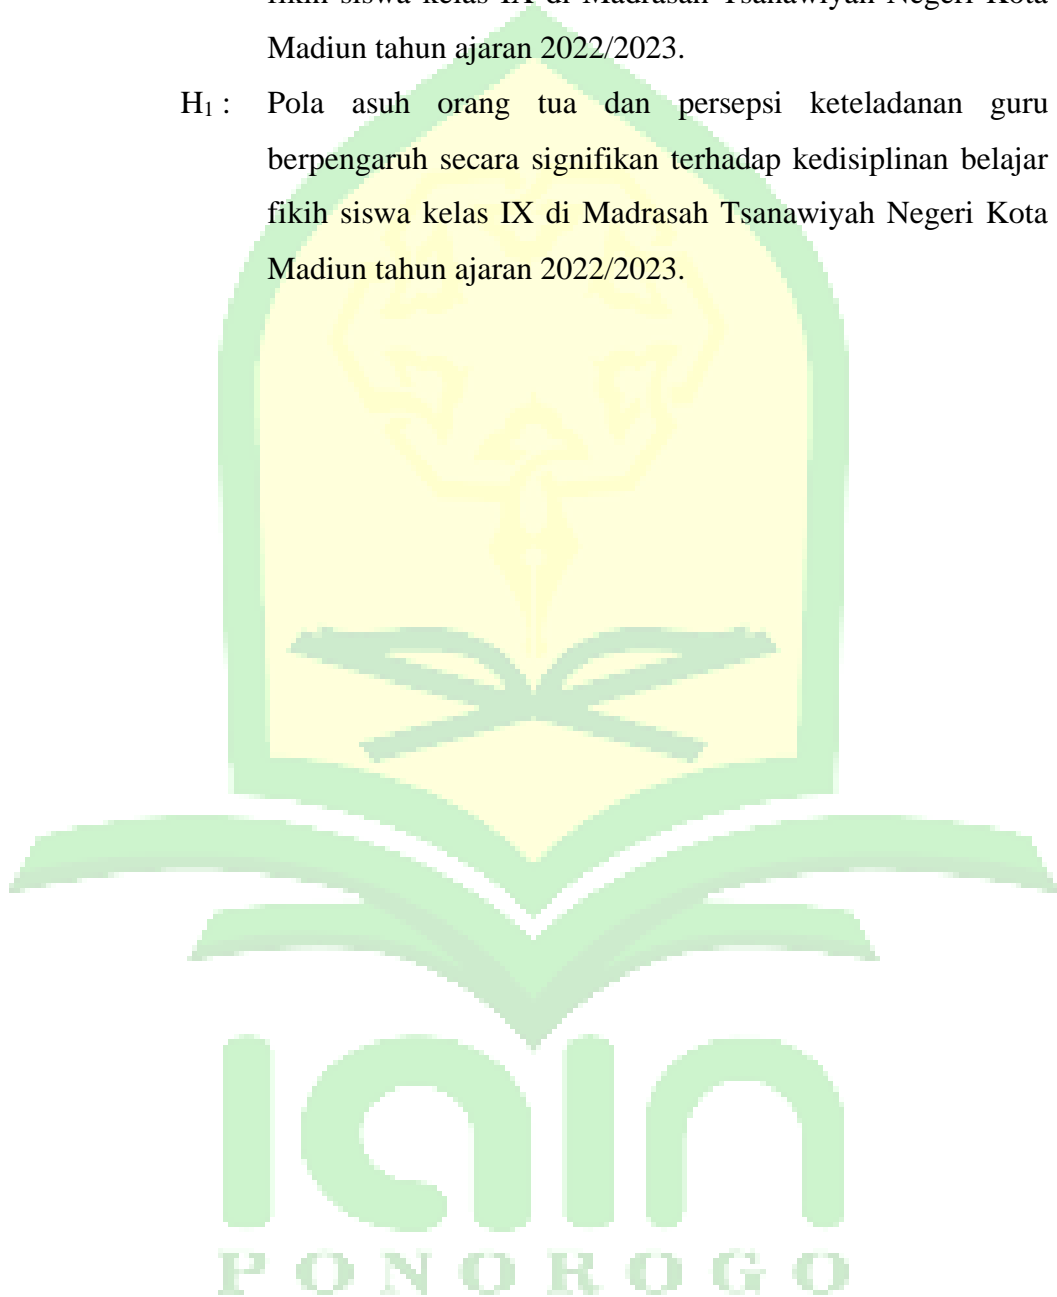 fikih siswa kelas IX di Madrasah Tsanawiyah Negeri Kota
Madiun tahun ajaran 2022/2023.
H₁ : Pola asuh orang tua dan persepsi keteladanan guru
berpengaruh secara signifikan terhadap kedisiplinan belajar
fikih siswa kelas IX di Madrasah Tsanawiyah Negeri Kota
Madiun tahun ajaran 2022/2023.
iain
PONOROGO